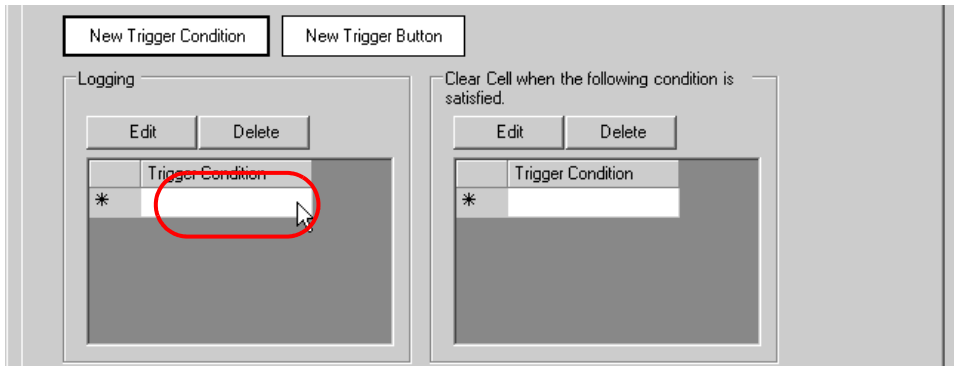 New Trigger Condition New Trigger Button
Logging
Edit Delete
Trigger Condition
*
Clear Cell when the following condition is
satisfied.
Edit Delete
Trigger Condition
*